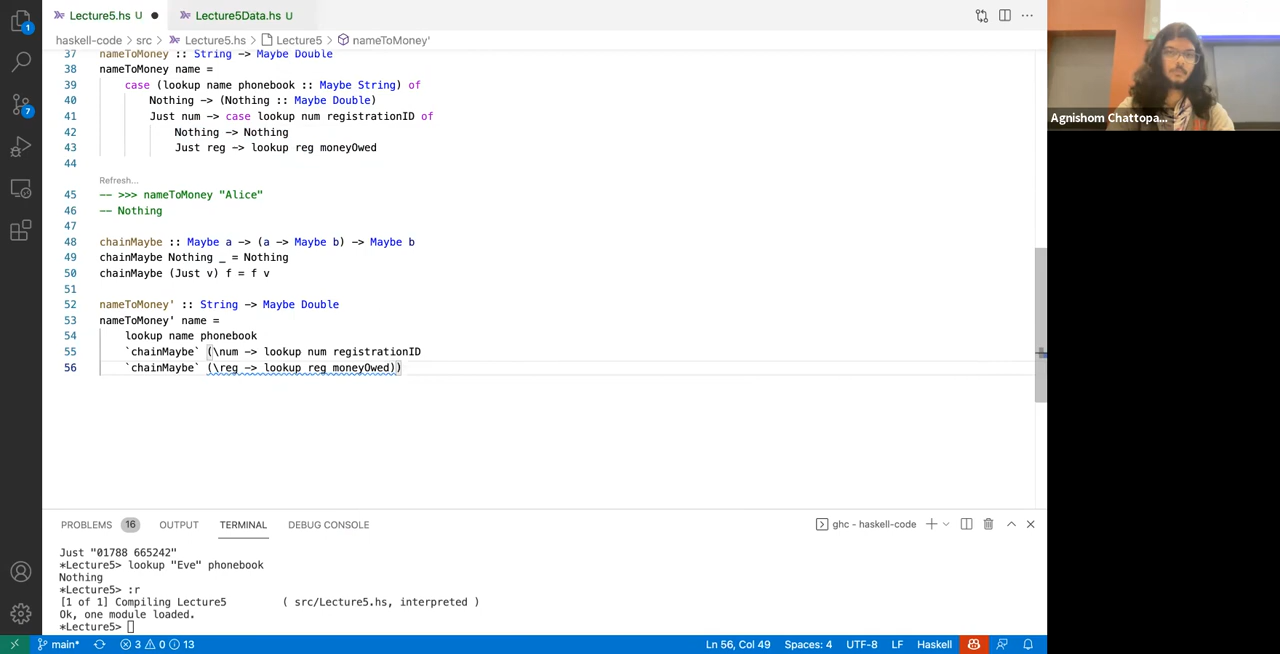 Lecture5.hs U
Lecture5Data.hs U
haskell-code > src > Lecture5.hs > Lecture5 > nameToMoney'
37 nameToMoney :: String -> Maybe Double
38 nameToMoney name =
39 case (lookup name phonebook :: Maybe String) of
40 Nothing -> (Nothing :: Maybe Double)
41 Just num -> case lookup num registrationID of
42 Nothing -> Nothing
43 Just reg -> lookup reg moneyOwed
44
Refresh...
45 -- >>> nameToMoney "Alice"
46 -- Nothing
47
48 chainMaybe :: Maybe a -> (a -> Maybe b) -> Maybe b
49 chainMaybe Nothing _ = Nothing
50 chainMaybe (Just v) f = f v
51
52 nameToMoney' :: String -> Maybe Double
53 nameToMoney' name =
54 lookup name phonebook
55 `chainMaybe` (\num -> lookup num registrationID
56 `chainMaybe` (\reg -> lookup reg moneyOwed))
PROBLEMS 16 OUTPUT TERMINAL DEBUG CONSOLE
ghc - haskell-code
Just "01788 665242"
*Lecture5> lookup "Eve" phonebook
Nothing
*Lecture5> :r
[1 of 1] Compiling Lecture5 ( src/Lecture5.hs, interpreted )
Ok, one module loaded.
*Lecture5>
main* 3 0 13
Ln 56, Col 49 Spaces: 4 UTF-8 LF Haskell
1
7
Agnishom Chattopa...